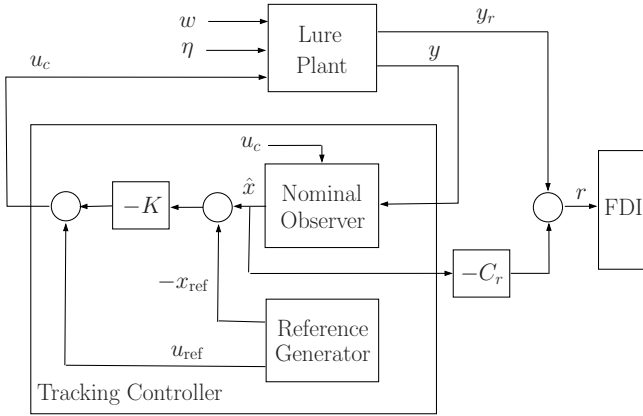 w
η
u_c
Lure
Plant
y_r
y
u_c
x̂
-K
Nominal
Observer
r
FDI
-C_r
-x_ref
u_ref
Reference
Generator
Tracking Controller